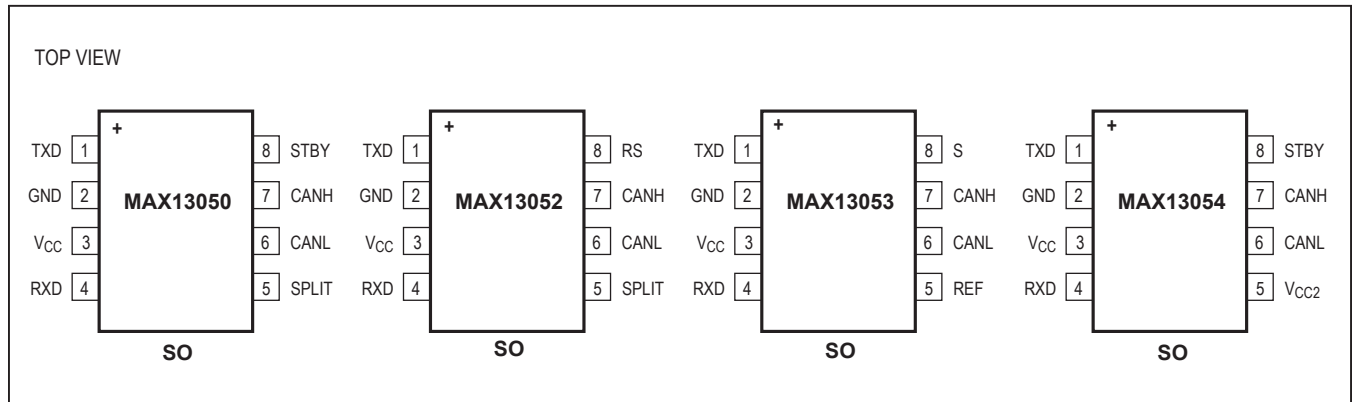 TOP VIEW
+ + + +
TXD 1 8 STBY TXD 1 8 RS TXD 1 8 S TXD 1 8 STBY
GND 2 MAX13050 7 CANH GND 2 MAX13052 7 CANH GND 2 MAX13053 7 CANH GND 2 MAX13054 7 CANH
VCC 3 6 CANL VCC 3 6 CANL VCC 3 6 CANL VCC 3 6 CANL
RXD 4 5 SPLIT RXD 4 5 SPLIT RXD 4 5 REF RXD 4 5 VCC2
SO SO SO SO